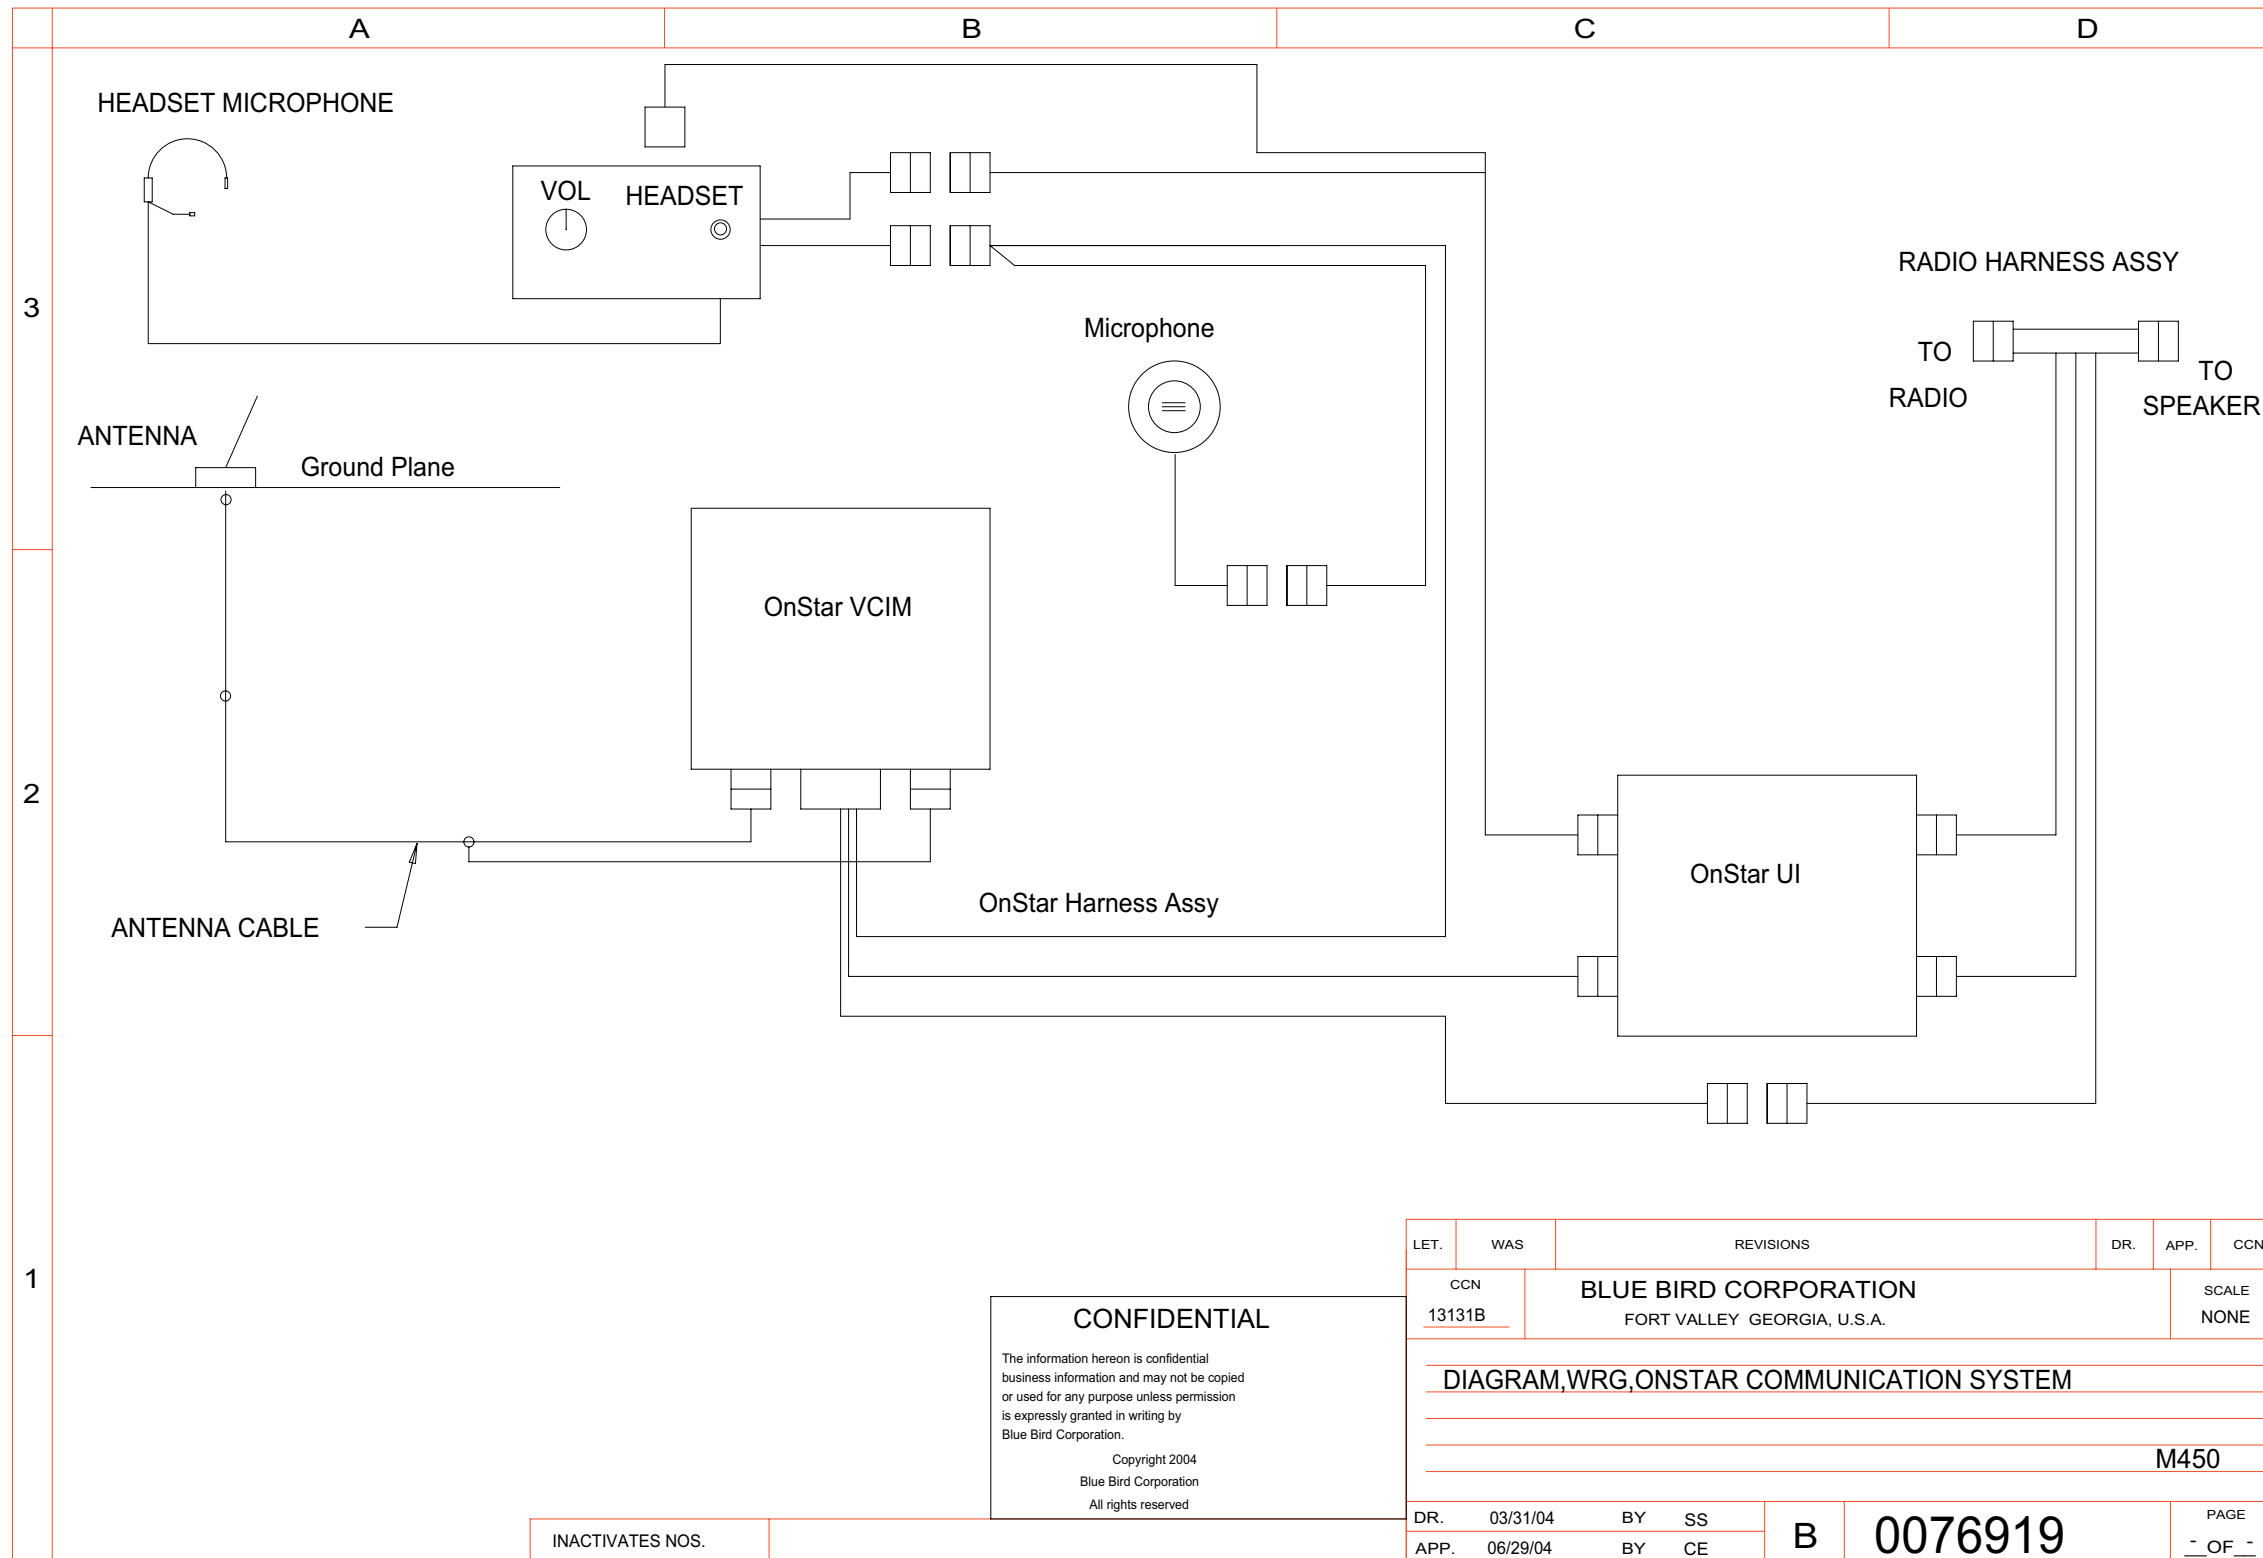 A B C D
HEADSET MICROPHONE
VOL HEADSET
RADIO HARNESS ASSY
3
Microphone
TO
RADIO
TO
SPEAKER
ANTENNA
Ground Plane
OnStar VCIM
2
OnStar UI
OnStar Harness Assy
ANTENNA CABLE
1
LET. WAS REVISIONS DR. APP. CCN
CCN
13131B
BLUE BIRD CORPORATION
FORT VALLEY GEORGIA, U.S.A.
SCALE
NONE
CONFIDENTIAL
The information hereon is confidential
business information and may not be copied
or used for any purpose unless permission
is expressly granted in writing by
Blue Bird Corporation.
Copyright 2004
Blue Bird Corporation
All rights reserved
DIAGRAM,WRG,ONSTAR COMMUNICATION SYSTEM
M450
INACTIVATES NOS.
DR. 03/31/04 BY SS
APP. 06/29/04 BY CE
B
0076919
PAGE
- OF -